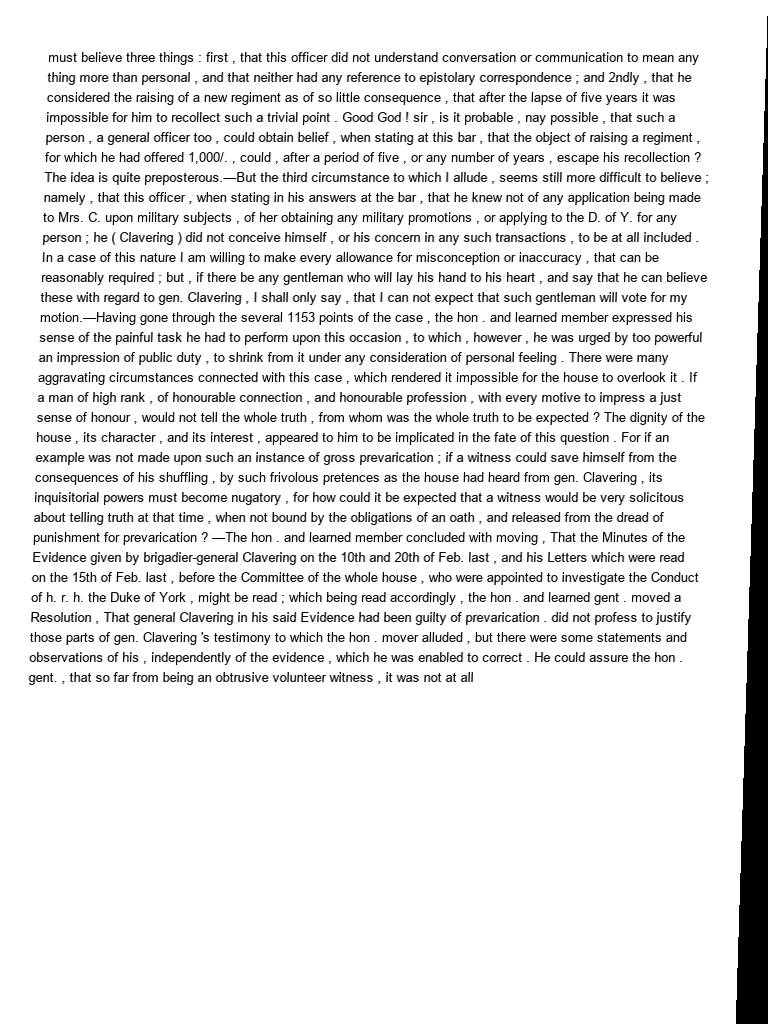 must believe three things : first , that this officer did not understand conversation or communication to mean any
thing more than personal , and that neither had any reference to epistolary correspondence ; and 2ndly , that he
considered the raising of a new regiment as of so little consequence , that after the lapse of five years it was
impossible for him to recollect such a trivial point . Good God ! sir , is it probable , nay possible , that such a
person , a general officer too , could obtain belief , when stating at this bar , that the object of raising a regiment ,
for which he had offered 1,000/. , could , after a period of five , or any number of years , escape his recollection ?
The idea is quite preposterous.—But the third circumstance to which I allude , seems still more difficult to believe ;
namely , that this officer , when stating in his answers at the bar , that he knew not of any application being made
to Mrs. C. upon military subjects , of her obtaining any military promotions , or applying to the D. of Y. for any
person ; he ( Clavering ) did not conceive himself , or his concern in any such transactions , to be at all included .
In a case of this nature I am willing to make every allowance for misconception or inaccuracy , that can be
reasonably required ; but , if there be any gentleman who will lay his hand to his heart , and say that he can believe
these with regard to gen. Clavering , I shall only say , that I can not expect that such gentleman will vote for my
motion.—Having gone through the several 1153 points of the case , the hon . and learned member expressed his
sense of the painful task he had to perform upon this occasion , to which , however , he was urged by too powerful
an impression of public duty , to shrink from it under any consideration of personal feeling . There were many
aggravating circumstances connected with this case , which rendered it impossible for the house to overlook it . If
a man of high rank , of honourable connection , and honourable profession , with every motive to impress a just
sense of honour , would not tell the whole truth , from whom was the whole truth to be expected ? The dignity of the
house , its character , and its interest , appeared to him to be implicated in the fate of this question . For if an
example was not made upon such an instance of gross prevarication ; if a witness could save himself from the
consequences of his shuffling , by such frivolous pretences as the house had heard from gen. Clavering , its
inquisitorial powers must become nugatory , for how could it be expected that a witness would be very solicitous
about telling truth at that time , when not bound by the obligations of an oath , and released from the dread of
punishment for prevarication ? —The hon . and learned member concluded with moving , That the Minutes of the
Evidence given by brigadier-general Clavering on the 10th and 20th of Feb. last , and his Letters which were read
on the 15th of Feb. last , before the Committee of the whole house , who were appointed to investigate the Conduct
of h. r. h. the Duke of York , might be read ; which being read accordingly , the hon . and learned gent . moved a
Resolution , That general Clavering in his said Evidence had been guilty of prevarication . did not profess to justify
those parts of gen. Clavering 's testimony to which the hon . mover alluded , but there were some statements and
observations of his , independently of the evidence , which he was enabled to correct . He could assure the hon .
gent. , that so far from being an obtrusive volunteer witness , it was not at all